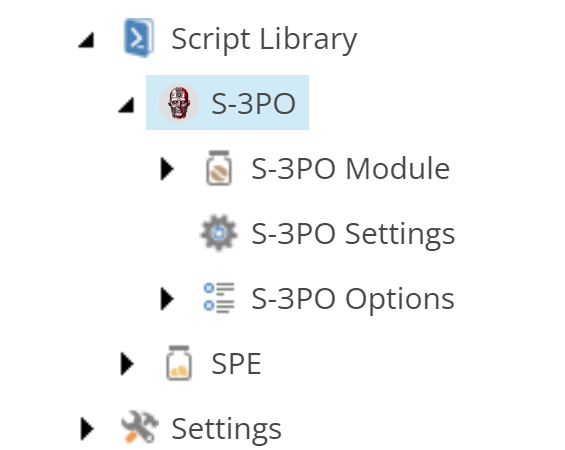 Script Library
S-3PO
S-3PO Module
S-3PO Settings
S-3PO Options
SPE
Settings